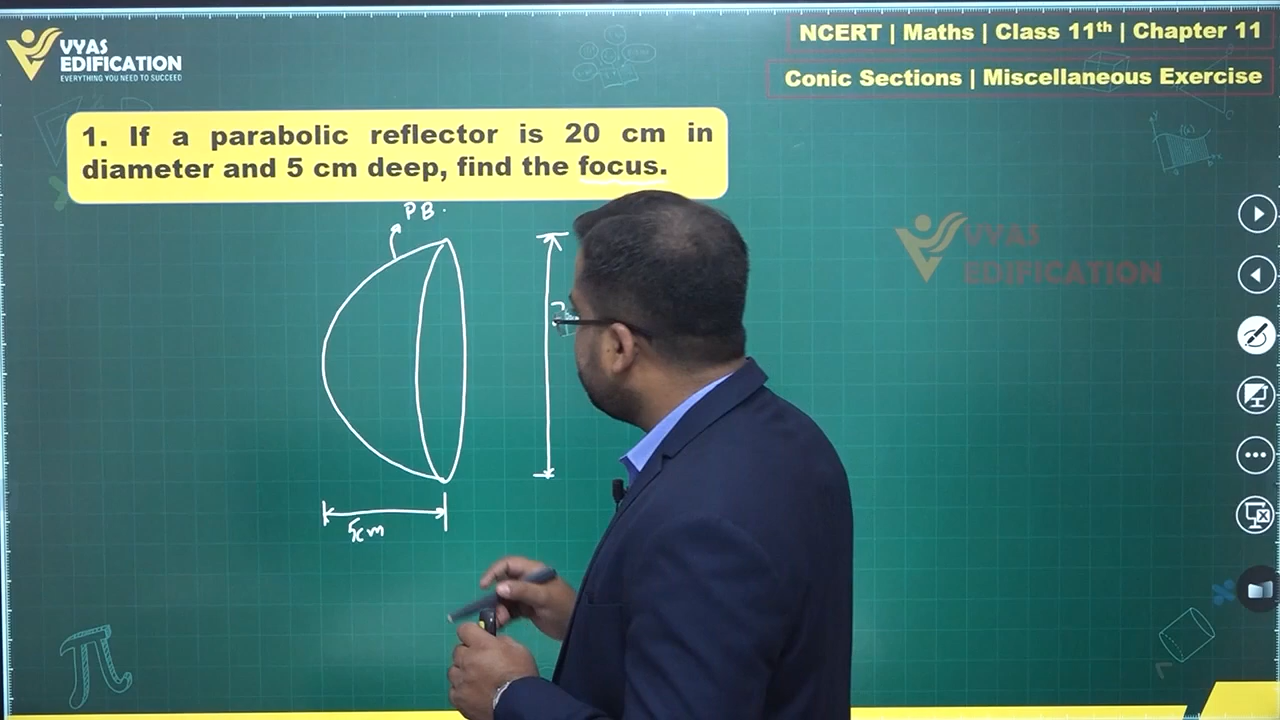 VYAS
EDIFICATION
EVERYTHING YOU NEED TO SUCCEED
NCERT | Maths | Class 11th | Chapter 11
Conic Sections | Miscellaneous Exercise
1. If a parabolic reflector is 20 cm in
diameter and 5 cm deep, find the focus.
PB.
VYAS
EDIFICATION
5cm